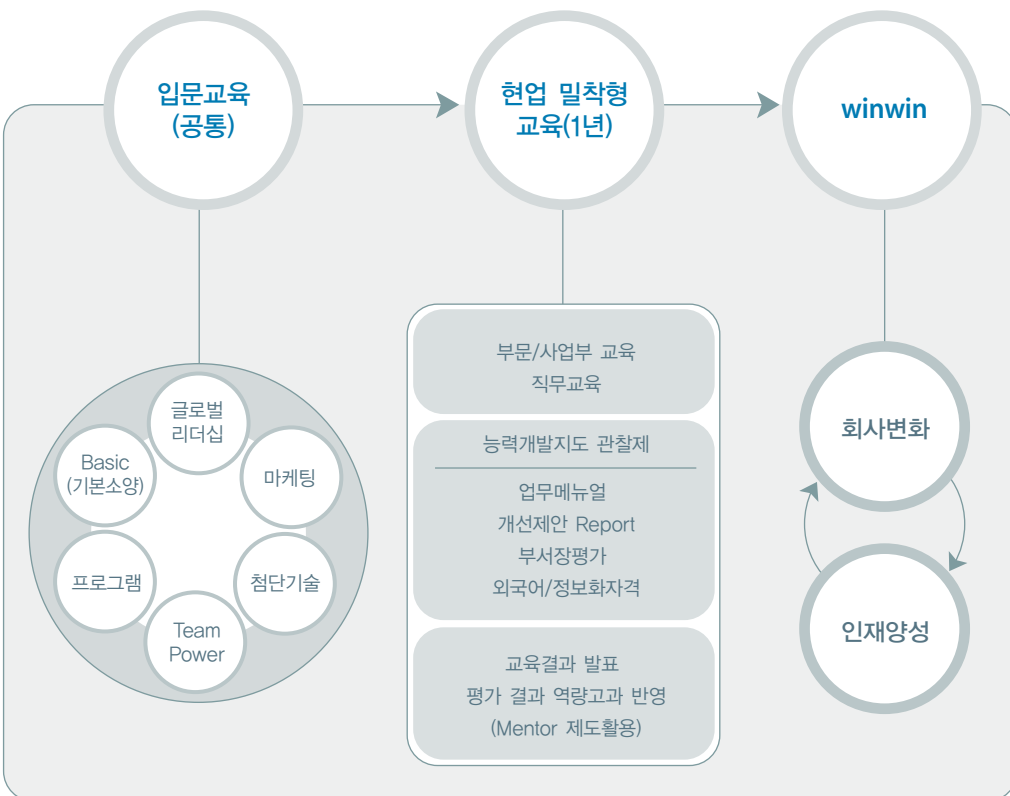 입문교육
(공통)
현업 밀착형
교육(1년)
winwin
글로벌
리더십
Basic
(기본소양)
마케팅
프로그램
첨단기술
Team
Power
부문/사업부 교육
직무교육
능력개발지도 관찰제
업무메뉴얼
개선제안 Report
부서장평가
외국어/정보화자격
교육결과 발표
평가 결과 역량고과 반영
(Mentor 제도활용)
회사변화
인재양성